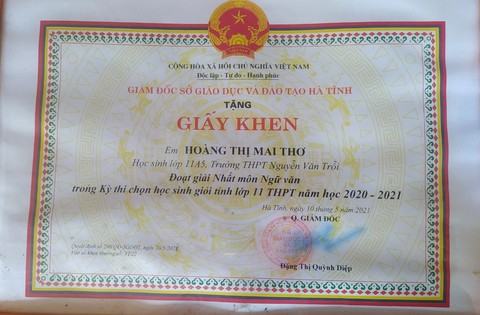 CỘNG HÒA XÃ HỘI CHỦ NGHĨA VIỆT NAM
Độc lập - Tự do - Hạnh phúc
GIÁM ĐỐC SỞ GIÁO DỤC VÀ ĐÀO TẠO HÀ TĨNH
TẶNG
GIẤY KHEN
Em HOÀNG THỊ MAI THƠ
Học sinh lớp 11A5, Trường THPT Nguyễn Văn Trỗi
Đoạt giải Nhất môn Ngữ văn
trong Kỳ thi chọn học sinh giỏi tỉnh lớp 11 THPT năm học 2020 - 2021
Hà Tĩnh, ngày 10 tháng 5 năm 2021
Q. GIÁM ĐỐC
Quyết định số
Đặng Thị Quỳnh Diệp